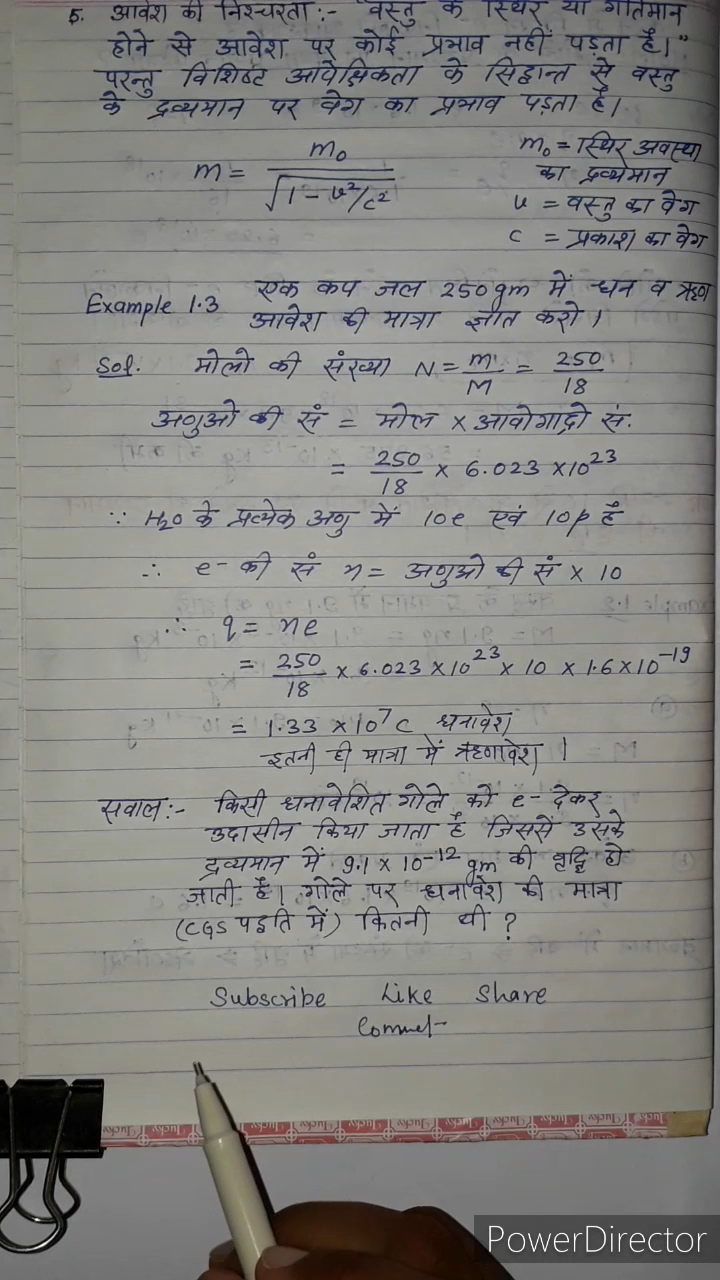 5. आवेश की निश्चरता :- "वस्तु के स्थिर या गतिमान
होने से आवेश पर कोई प्रभाव नहीं पड़ता है।"
परन्तु विशिष्ट आपेक्षिकता के सिद्धान्त से वस्तु
के द्रव्यमान पर वेग का प्रभाव पड़ता है।
m = m₀ / √(1 - v²/c²)
m₀ = स्थिर अवस्था
का द्रव्यमान
v = वस्तु का वेग
c = प्रकाश का वेग
Example 1.3 एक कप जल 250 gm में धन व ऋण
आवेश की मात्रा ज्ञात करो।
Sol. मोलो की संख्या N = m/M = 250/18
अणुओ की सं = मोल × आवोगाद्रो सं.
= 250/18 × 6.023 × 10²³
∵ H₂O के प्रत्येक अणु में 10e एवं 10p हैं
∴ e⁻ की सं n = अणुओ की सं × 10
∴ q = ne
= 250/18 × 6.023 × 10²³ × 10 × 1.6 × 10⁻¹⁹
= 1.33 × 10⁷ C धनावेश
इतनी ही मात्रा में ऋणावेश।
सवाल :- किसी धनावेशित गोले को e- देकर
उदासीन किया जाता है जिससे उसके
द्रव्यमान में 9.1 × 10⁻¹² gm की वृद्धि हो
जाती है। गोले पर धनावेश की मात्रा
(CGS पद्धति में) कितनी थी ?
Subscribe Like Share
PowerDirector